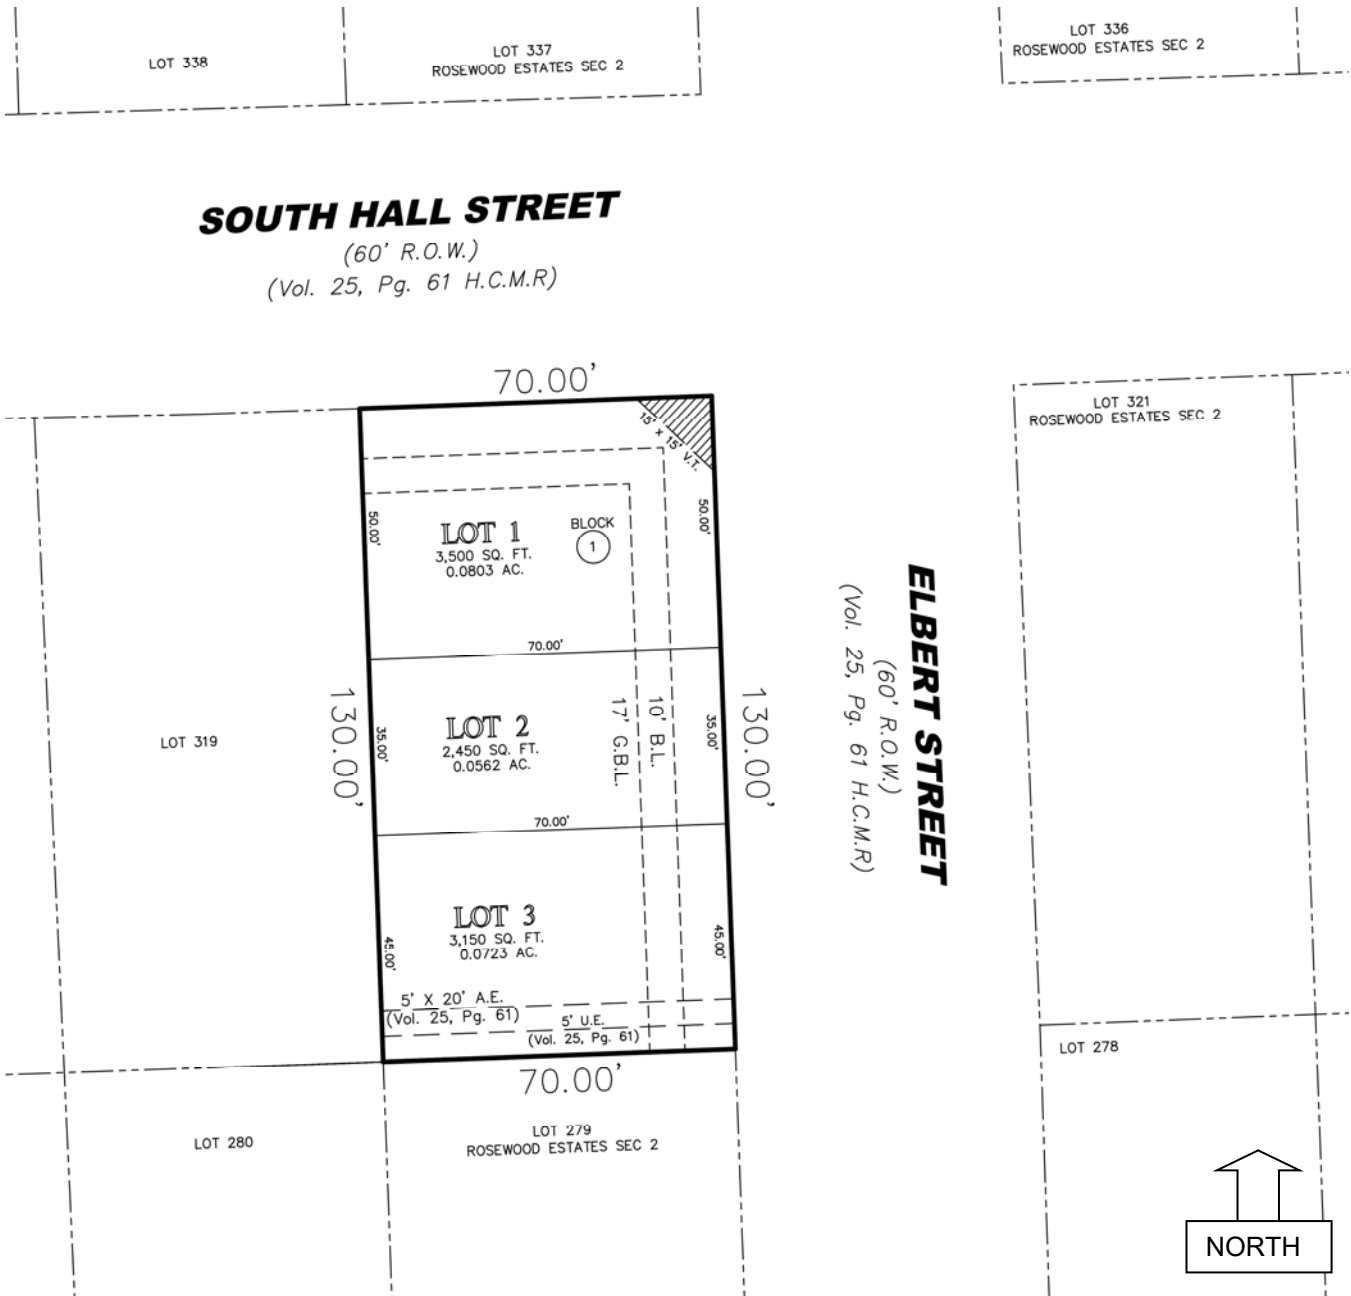 LOT 338
LOT 337
ROSEWOOD ESTATES SEC 2
LOT 336
ROSEWOOD ESTATES SEC 2
SOUTH HALL STREET
(60' R.O.W.)
(Vol. 25, Pg. 61 H.C.M.R)
70.00'
15' x 15' V.T.
LOT 321
ROSEWOOD ESTATES SEC 2
50.00'
LOT 1
3,500 SQ. FT.
0.0803 AC.
BLOCK
1
50.00'
70.00'
ELBERT STREET
(60' R.O.W.)
(Vol. 25, Pg. 61 H.C.M.R)
LOT 319
130.00'
35.00'
LOT 2
2,450 SQ. FT.
0.0562 AC.
17' G.B.L.
10' B.L.
35.00'
130.00'
70.00'
LOT 3
3,150 SQ. FT.
0.0723 AC.
45.00'
45.00'
5' X 20' A.E.
(Vol. 25, Pg. 61)
5' U.E.
(Vol. 25, Pg. 61)
70.00'
LOT 278
LOT 280
LOT 279
ROSEWOOD ESTATES SEC 2
NORTH